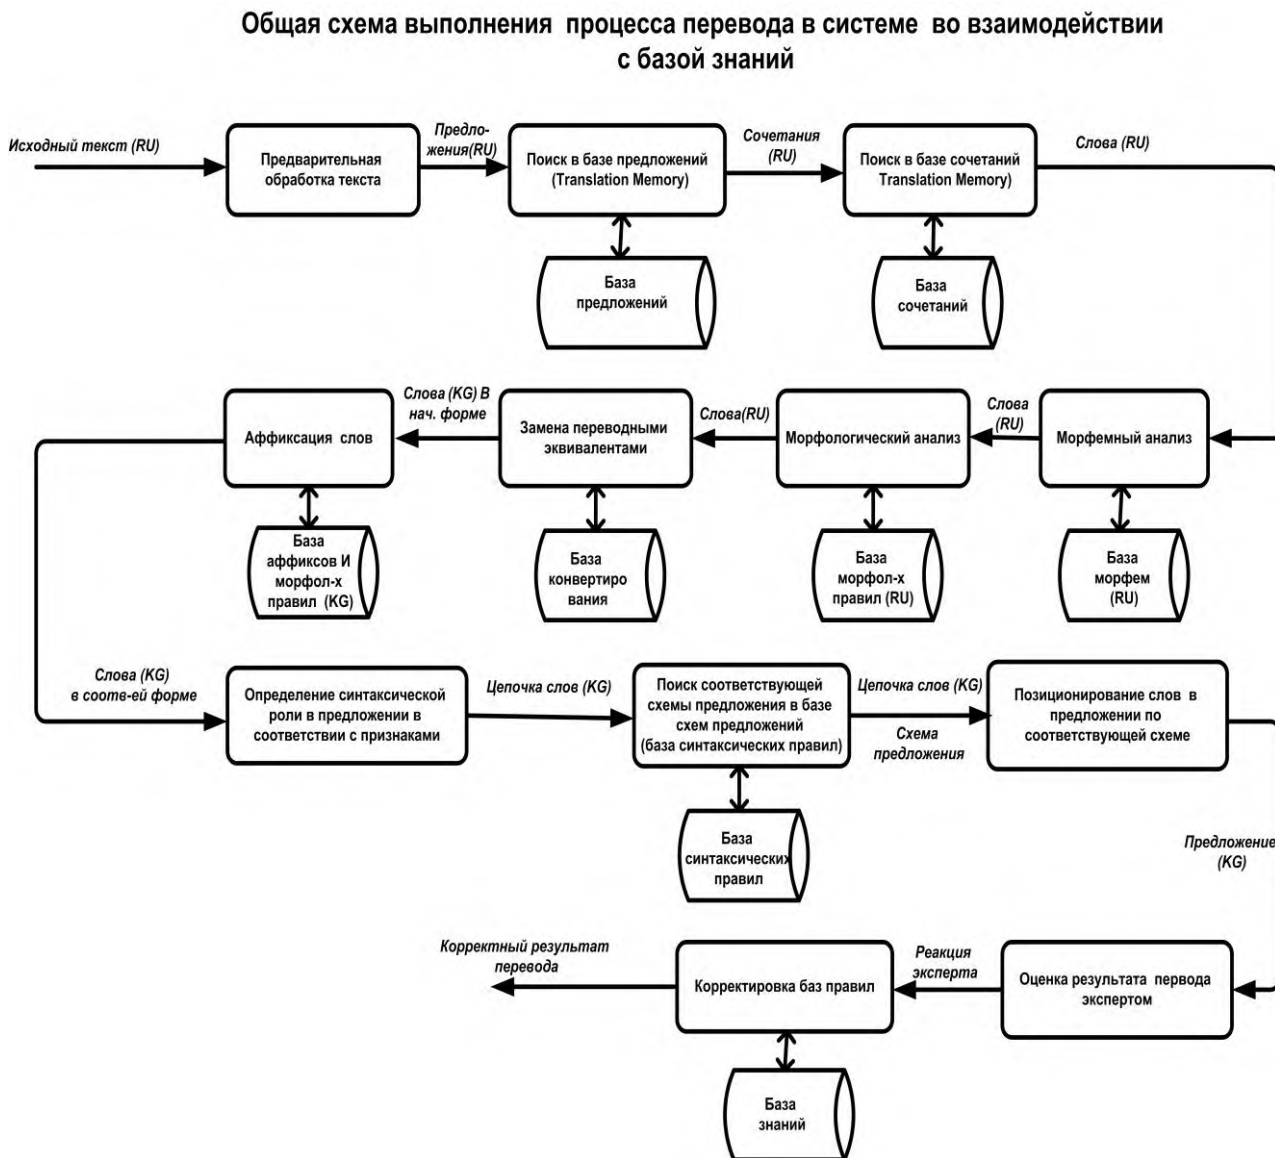 Общая схема выполнения процесса перевода в системе во взаимодействии
с базой знаний
Исходный текст (RU)
Предварительная
обработка текста
Предло-
жения(RU)
Поиск в базе предложений
(Translation Memory)
Сочетания
(RU)
Поиск в базе сочетаний
Translation Memory)
Слова (RU)
База
предложений
База
сочетаний
Аффиксация слов
Слова (KG) В
нач. форме
Замена переводными
эквивалентами
Слова(RU)
Морфологический анализ
Слова
(RU)
Морфемный анализ
База
аффиксов И
морфол-х
правил (KG)
База
конвертиро
вания
База
морфол-х
правил (RU)
База
морфем
(RU)
Слова (KG)
в соотв-ей форме
Определение синтаксической
роли в предложении в
соответствии с признаками
Цепочка слов (KG)
Поиск соответствующей
схемы предложения в базе
схем предложений
(база синтаксических правил)
Цепочка слов (KG)
Схема
предложения
Позиционирование слов в
предложении по
соответствующей схеме
База
синтаксических
правил
Предложение
(KG)
Корректный результат
перевода
Корректировка баз правил
Реакция
эксперта
Оценка результата первода
экспертом
База
знаний